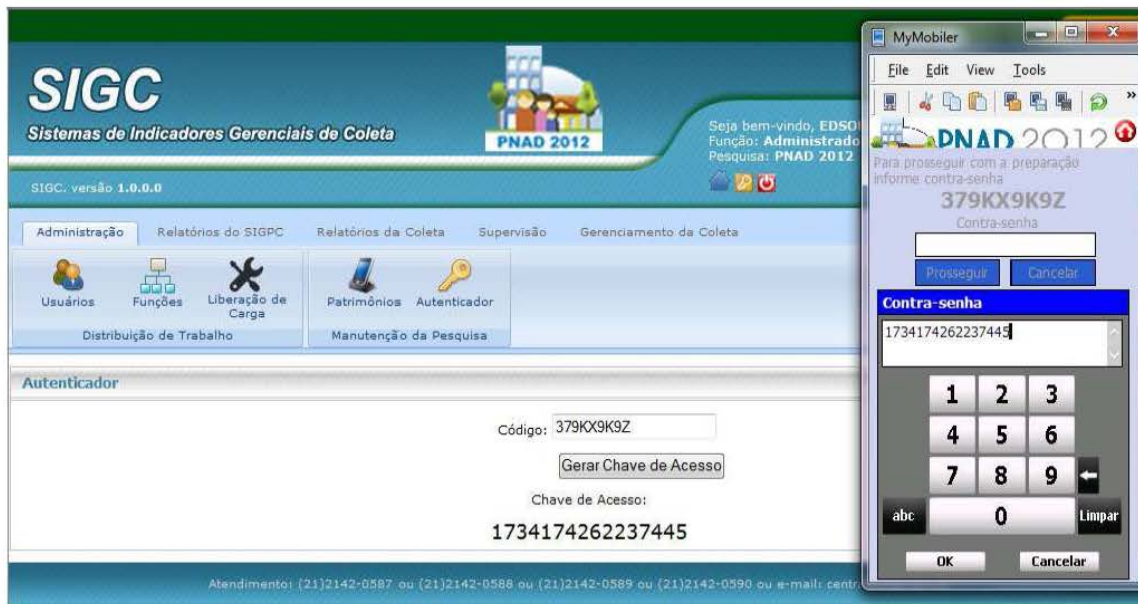 SIGC
Sistemas de Indicadores Gerenciais de Coleta
PNAD 2012
Seja bem-vindo, EDSO
Função: Administrado
Pesquisa: PNAD 2012
SIGC. versão 1.0.0.0
Administração Relatórios do SIGPC Relatórios da Coleta Supervisão Gerenciamento da Coleta
Usuários Funções Liberação de Carga Patrimônios Autenticador
Distribuição de Trabalho Manutenção da Pesquisa
Autenticador
Código: 379KX9K9Z
Gerar Chave de Acesso
Chave de Acesso:
1734174262237445
Atendimento: (21)2142-0587 ou (21)2142-0588 ou (21)2142-0589 ou (21)2142-0590 ou e-mail: centr
MyMobiler
File Edit View Tools
»
PNAD 2012
Para prosseguir com a preparação
informe contra-senha
379KX9K9Z
Contra-senha
Prosseguir Cancelar
Contra-senha
1734174262237445
1 2 3
4 5 6
7 8 9
abc 0 Limpar
OK Cancelar